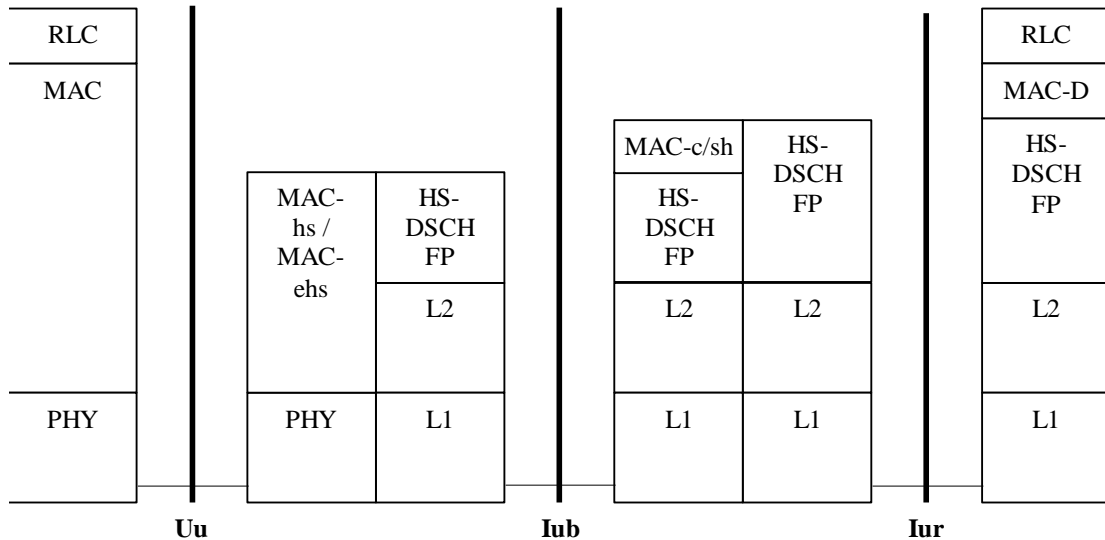 RLC
MAC
PHY
MAC-
hs /
MAC-
ehs
PHY
HS-
DSCH
FP
L2
L1
MAC-c/sh
HS-
DSCH
FP
L2
L1
HS-
DSCH
FP
L2
L1
RLC
MAC-D
HS-
DSCH
FP
L2
L1
Uu
Iub
Iur